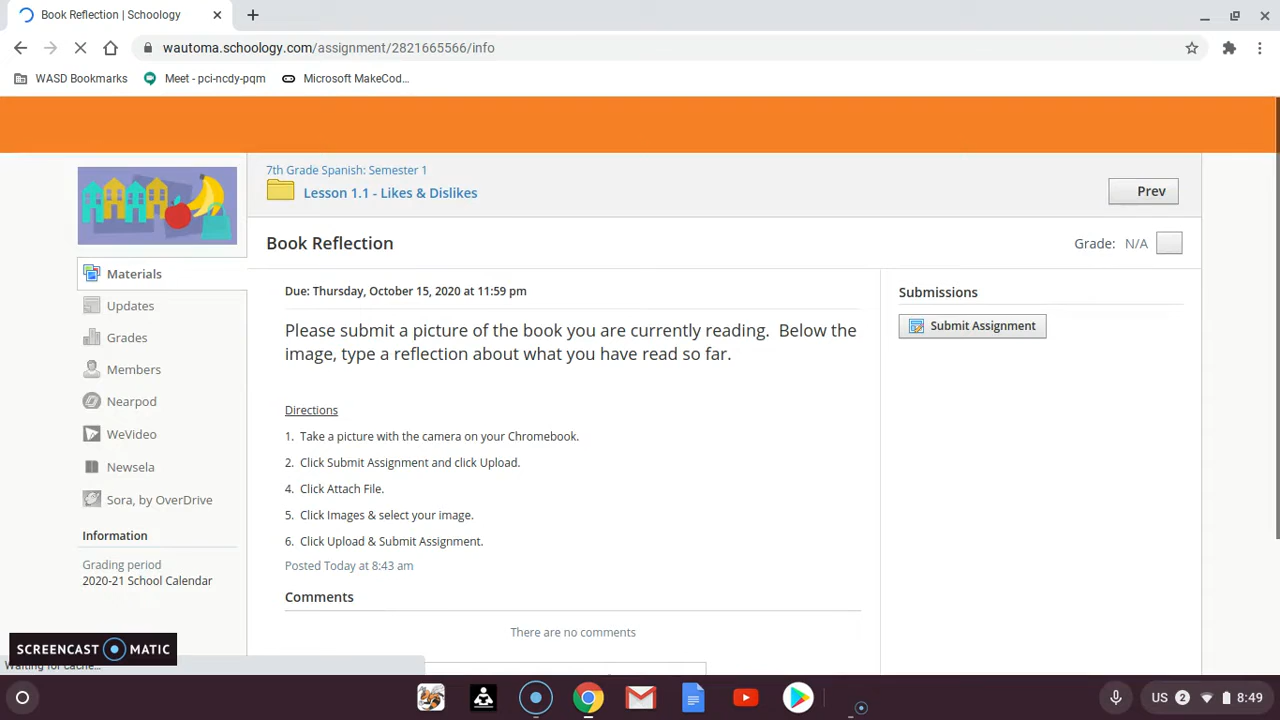 Book Reflection | Schoology
wautoma.schoology.com/assignment/2821665566/info
WASD Bookmarks
Meet - pci-ncdy-pqm
Microsoft MakeCod...
7th Grade Spanish: Semester 1
Lesson 1.1 - Likes & Dislikes
Prev
Book Reflection
Grade: N/A
Materials
Updates
Grades
Members
Nearpod
WeVideo
Newsela
Sora, by OverDrive
Information
Grading period
2020-21 School Calendar
Due: Thursday, October 15, 2020 at 11:59 pm
Please submit a picture of the book you are currently reading.  Below the
image, type a reflection about what you have read so far.
Directions
1. Take a picture with the camera on your Chromebook.
2. Click Submit Assignment and click Upload.
4. Click Attach File.
5. Click Images & select your image.
6. Click Upload & Submit Assignment.
Posted Today at 8:43 am
Comments
There are no comments
Submissions
Submit Assignment
SCREENCAST MATIC
Waiting for cache...
US 2 8:49